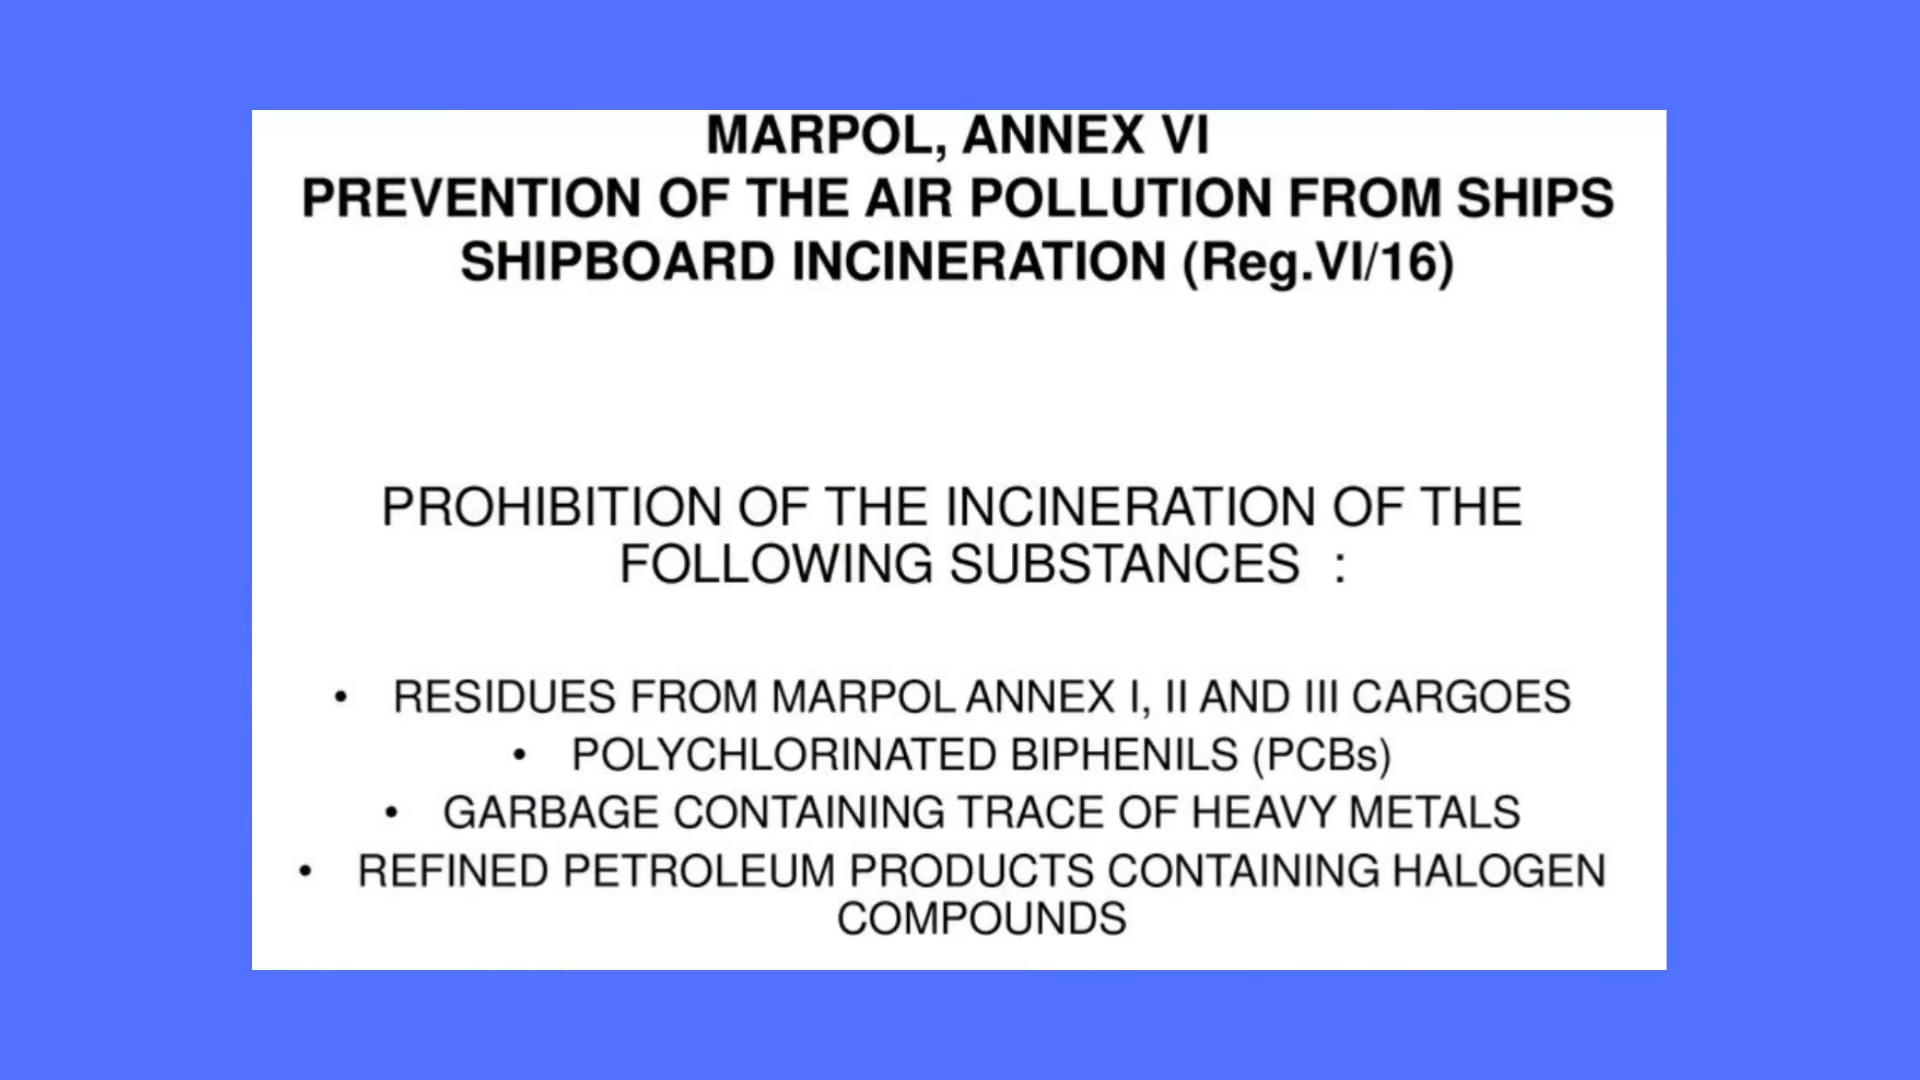 MARPOL, ANNEX VI
PREVENTION OF THE AIR POLLUTION FROM SHIPS
SHIPBOARD INCINERATION (Reg.VI/16)
PROHIBITION OF THE INCINERATION OF THE
FOLLOWING SUBSTANCES :
• RESIDUES FROM MARPOL ANNEX I, II AND III CARGOES
• POLYCHLORINATED BIPHENILS (PCBs)
• GARBAGE CONTAINING TRACE OF HEAVY METALS
• REFINED PETROLEUM PRODUCTS CONTAINING HALOGEN
COMPOUNDS